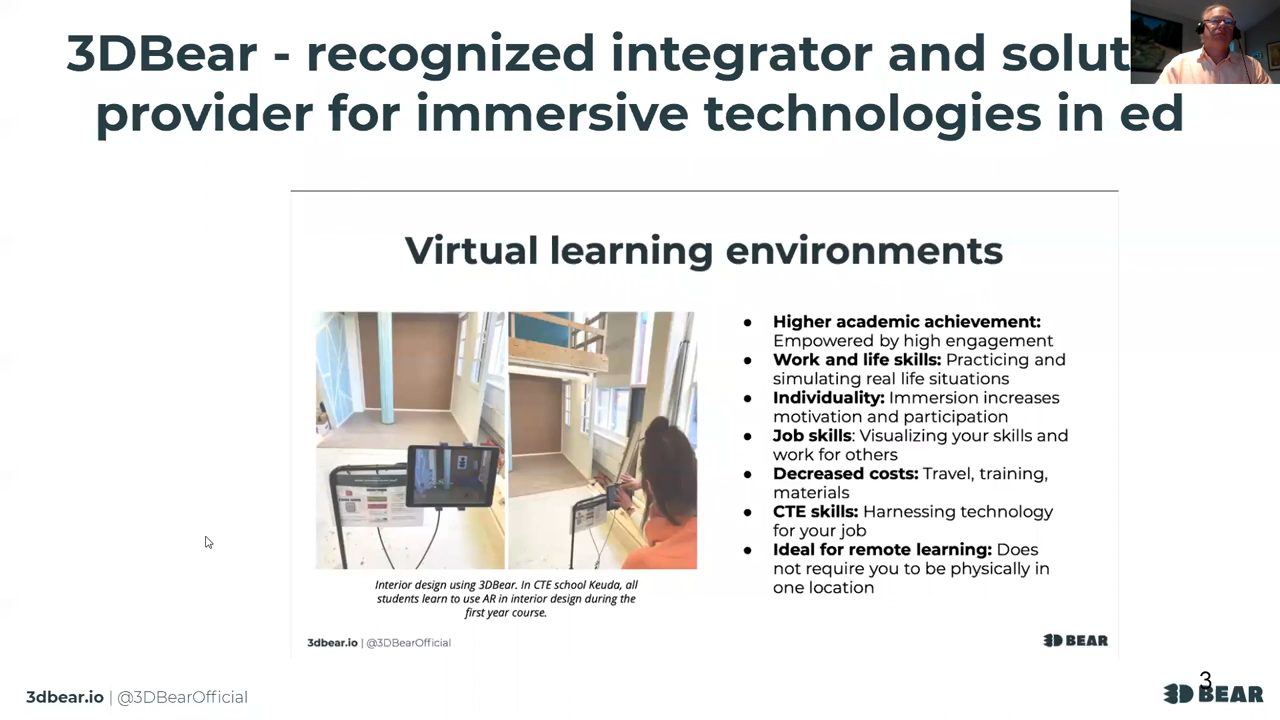 3DBear - recognized integrator and solut
provider for immersive technologies in ed
Virtual learning environments
● Higher academic achievement:
Empowered by high engagement
● Work and life skills: Practicing and
simulating real life situations
● Individuality: Immersion increases
motivation and participation
● Job skills: Visualizing your skills and
work for others
● Decreased costs: Travel, training,
materials
● CTE skills: Harnessing technology
for your job
● Ideal for remote learning: Does
not require you to be physically in
one location
Interior design using 3DBear. In CTE school Keuda, all
students learn to use AR in interior design during the
first year course.
3dbear.io | @3DBearOfficial
3D BEAR
3dbear.io | @3DBearOfficial
3
3D BEAR